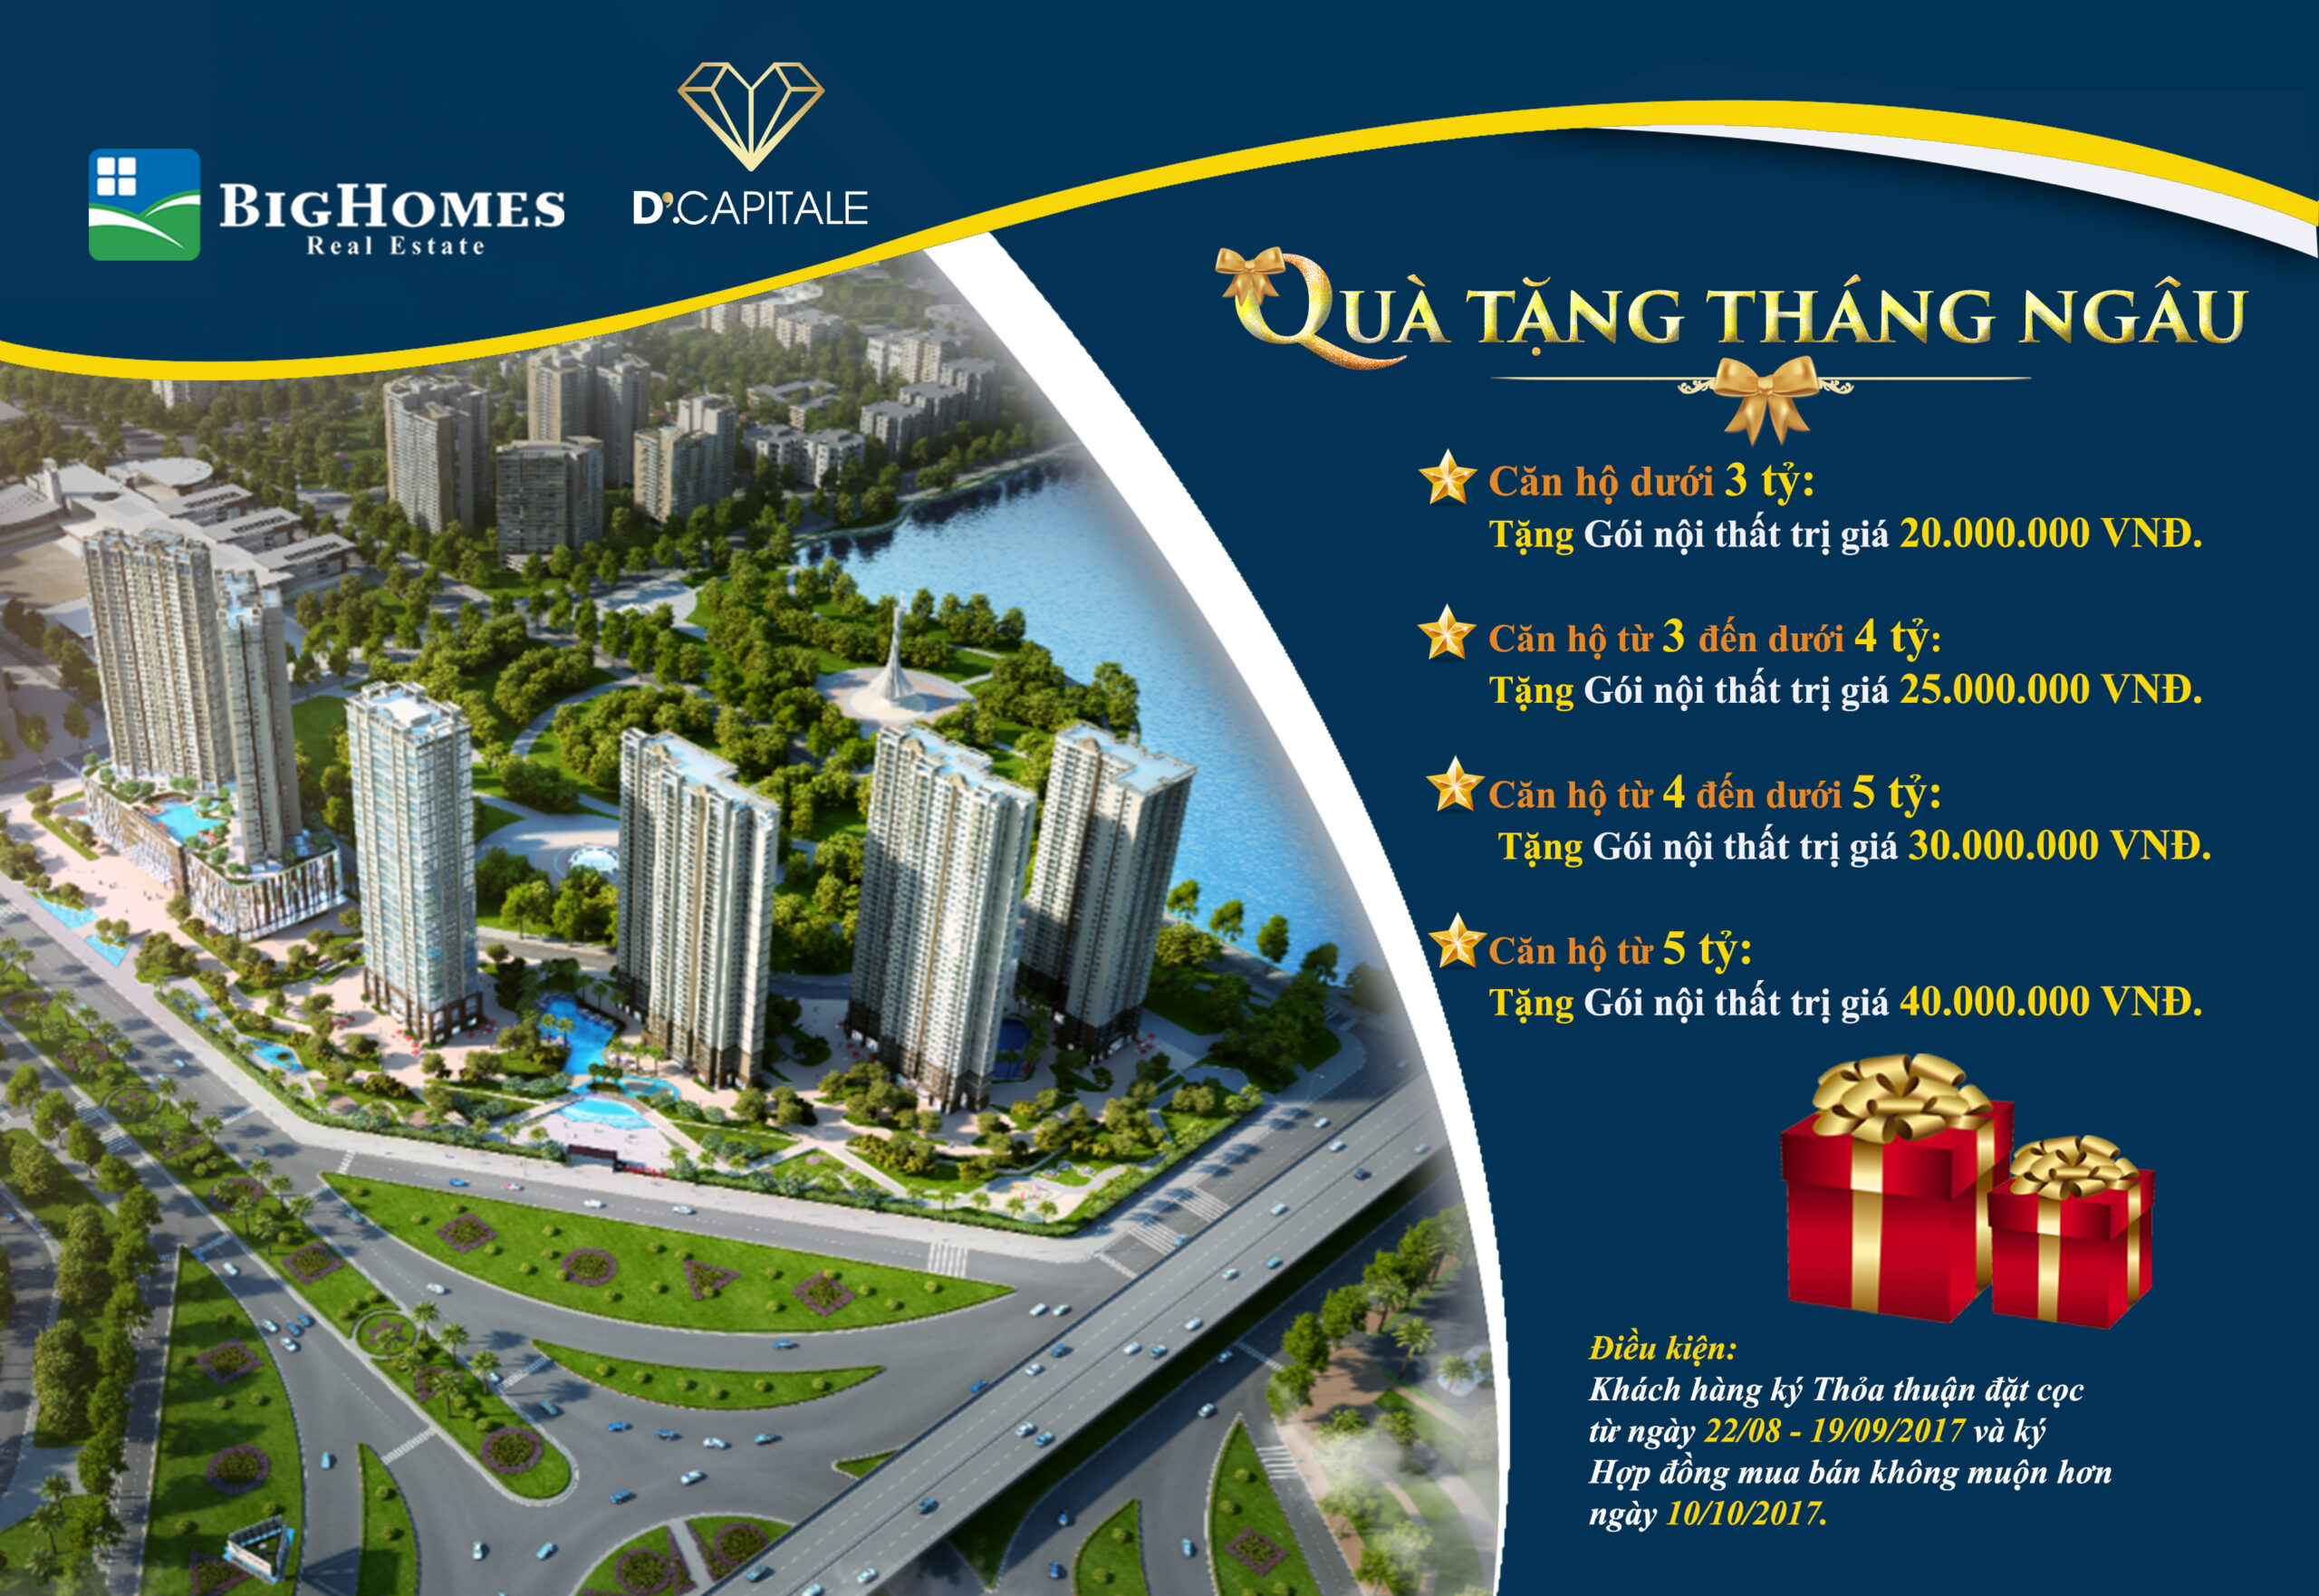 BIGHOMES
Real Estate
D'.CAPITALE
QUÀ TẶNG THÁNG NGÂU
Căn hộ dưới 3 tỷ:
Tặng Gói nội thất trị giá 20.000.000 VNĐ.
Căn hộ từ 3 đến dưới 4 tỷ:
Tặng Gói nội thất trị giá 25.000.000 VNĐ.
Căn hộ từ 4 đến dưới 5 tỷ:
Tặng Gói nội thất trị giá 30.000.000 VNĐ.
Căn hộ từ 5 tỷ:
Tặng Gói nội thất trị giá 40.000.000 VNĐ.
Điều kiện:
Khách hàng ký Thỏa thuận đặt cọc
từ ngày 22/08 - 19/09/2017 và ký
Hợp đồng mua bán không muộn hơn
ngày 10/10/2017.